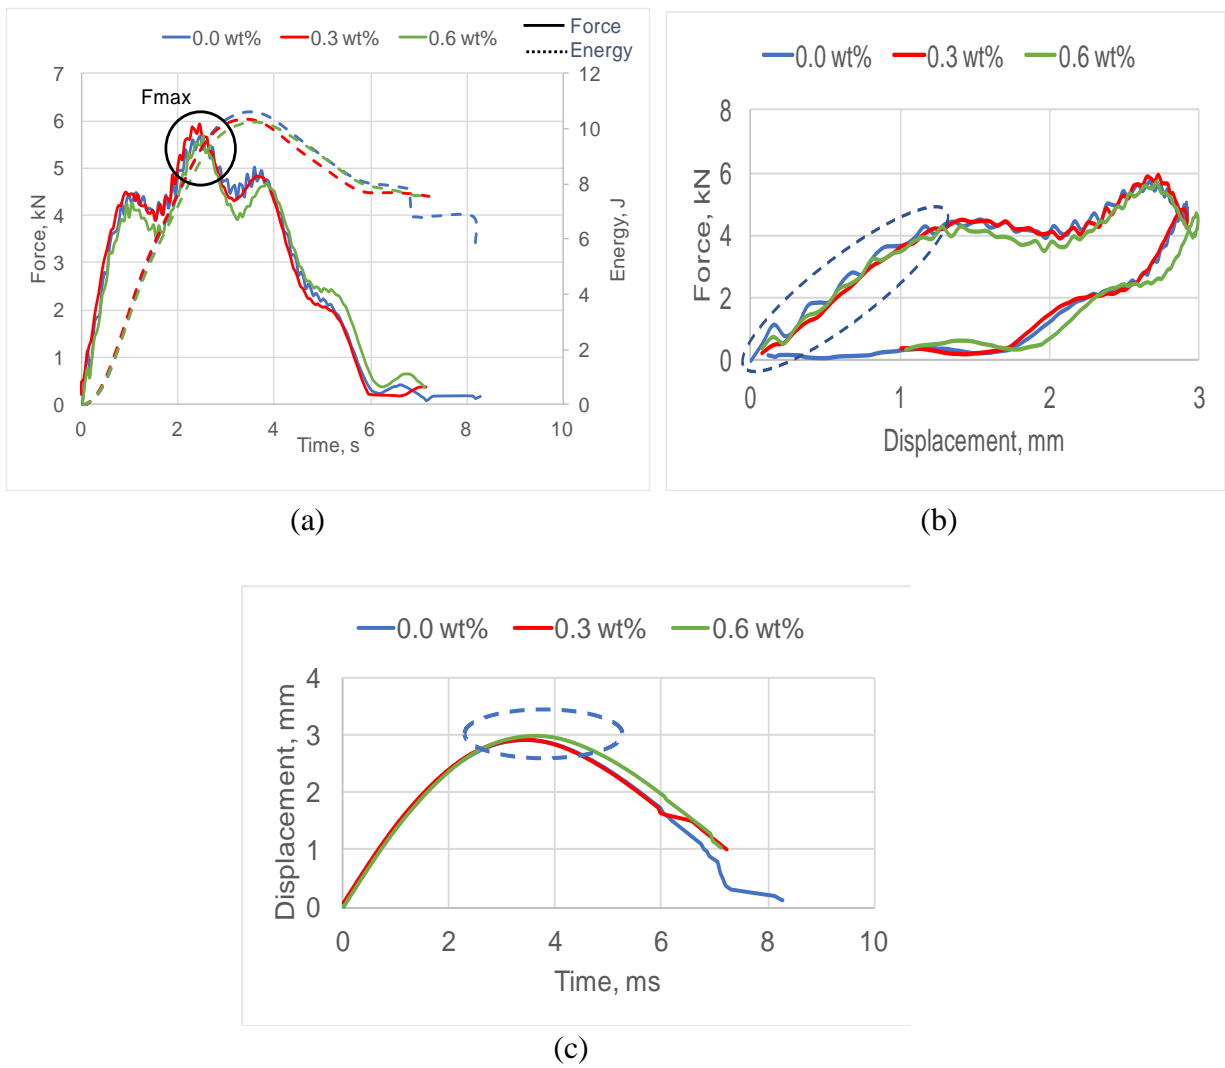 0.0 wt% 0.3 wt% 0.6 wt% Force
Energy
Fmax
7
6
5
4
3
2
1
0
Force, kN
12
10
8
6
4
2
0
Energy, J
0 2 4 6 8 10
Time, s
(a)
0.0 wt% 0.3 wt% 0.6 wt%
8
6
4
2
0
Force, kN
0 1 2 3
Displacement, mm
(b)
0.0 wt% 0.3 wt% 0.6 wt%
4
3
2
1
0
Displacement, mm
0 2 4 6 8 10
Time, ms
(c)